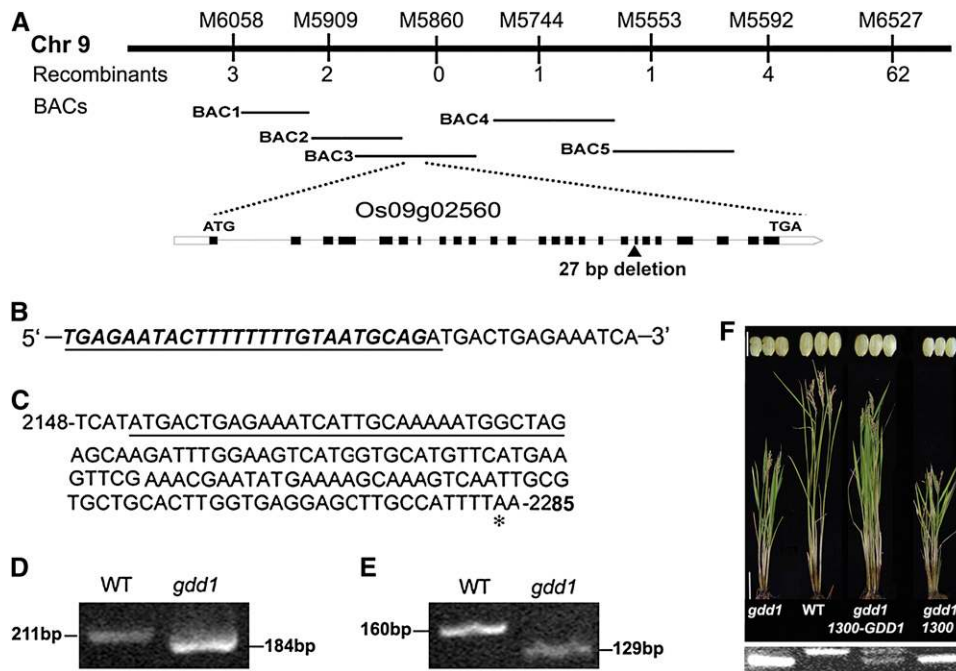 A
M6058 M5909 M5860 M5744 M5553 M5592 M6527
Chr 9
Recombinants 3 2 0 1 1 4 62
BACs
BAC1
BAC4
BAC2
BAC3
BAC5
Os09g02560
ATG TGA
27 bp deletion
B
5‘ —TGAGAATACTTTTTTTTGTAATGCAGATGACTGAGAAATCA—3’
C
2148-TCATATGACTGAGAAATCATTGCAAAAATGGCTAG
AGCAAGATTTGGAAGTCATGGTGCATGTTCATGAA
GTTCG AAACGAATATGAAAAGCAAAGTCAATTGCG
TGCTGCACTTGGTGAGGAGCTTGCCATTTTAA -2285
*
D
WT gdd1
211bp
184bp
E
WT gdd1
160bp
129bp
F
gdd1 WT gdd1 gdd1
1300-GDD1 1300